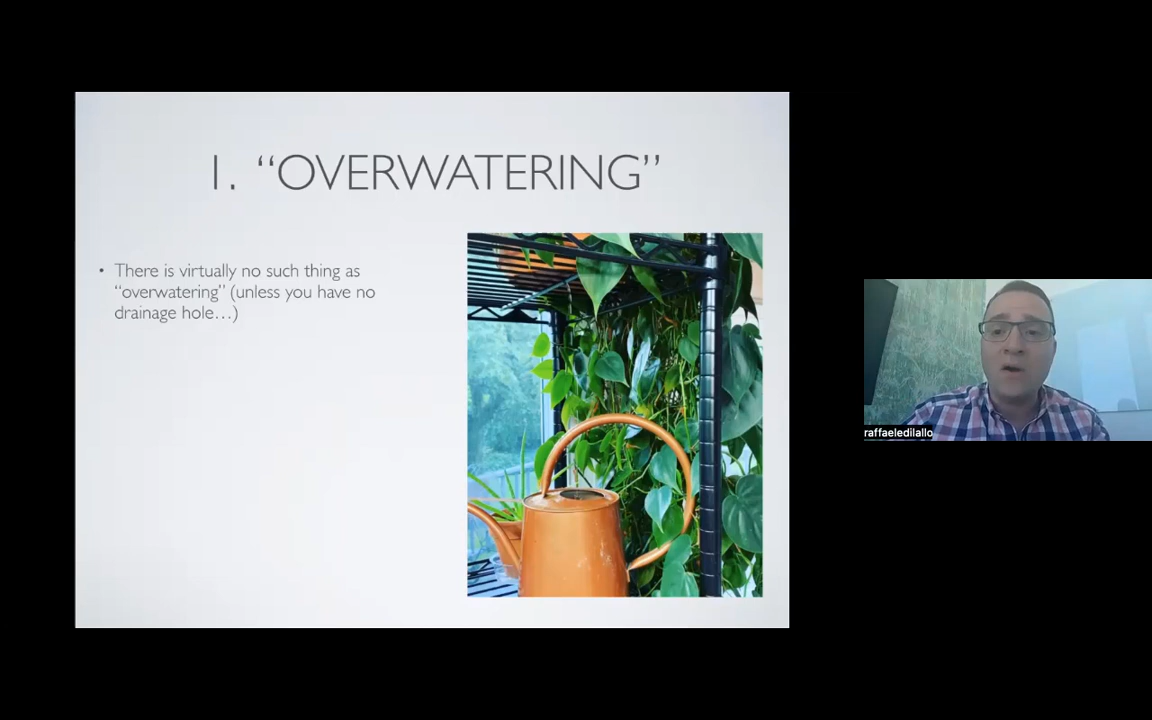 1. “OVERWATERING”
• There is virtually no such thing as
“overwatering” (unless you have no
drainage hole…)
raffaeledilallo